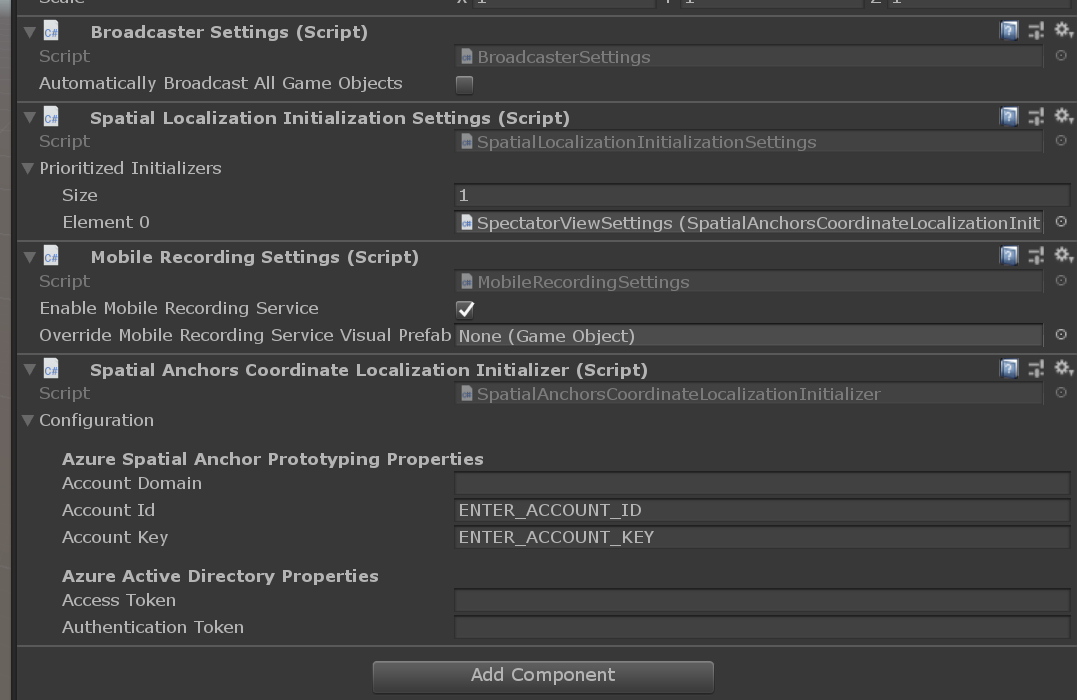 Scale X 1 Y 1 Z 1
Broadcaster Settings (Script)
Script BroadcasterSettings
Automatically Broadcast All Game Objects
Spatial Localization Initialization Settings (Script)
Script SpatialLocalizationInitializationSettings
Prioritized Initializers
Size 1
Element 0 SpectatorViewSettings (SpatialAnchorsCoordinateLocalizationInit
Mobile Recording Settings (Script)
Script MobileRecordingSettings
Enable Mobile Recording Service
Override Mobile Recording Service Visual Prefab None (Game Object)
Spatial Anchors Coordinate Localization Initializer (Script)
Script SpatialAnchorsCoordinateLocalizationInitializer
Configuration
Azure Spatial Anchor Prototyping Properties
Account Domain
Account Id ENTER_ACCOUNT_ID
Account Key ENTER_ACCOUNT_KEY
Azure Active Directory Properties
Access Token
Authentication Token
Add Component